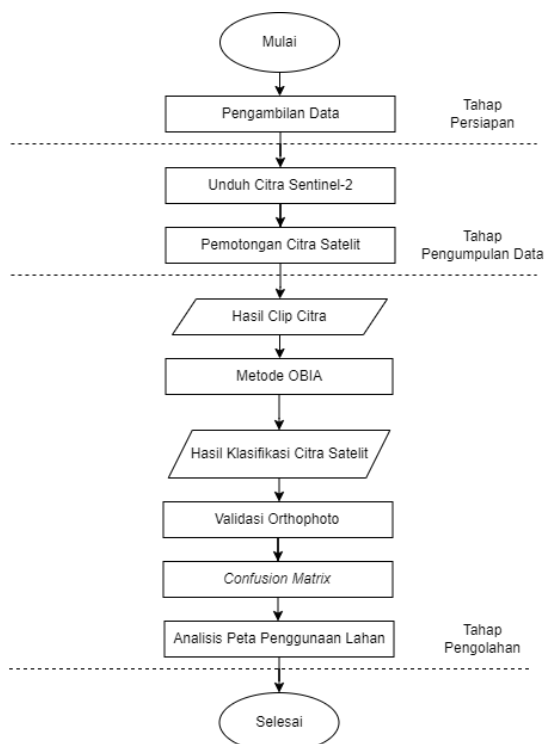 Mulai
Pengambilan Data
Tahap
Persiapan
Unduh Citra Sentinel-2
Pemotongan Citra Satelit
Tahap
Pengumpulan Data
Hasil Clip Citra
Metode OBIA
Hasil Klasifikasi Citra Satelit
Validasi Orthophoto
Confusion Matrix
Analisis Peta Penggunaan Lahan
Tahap
Pengolahan
Selesai